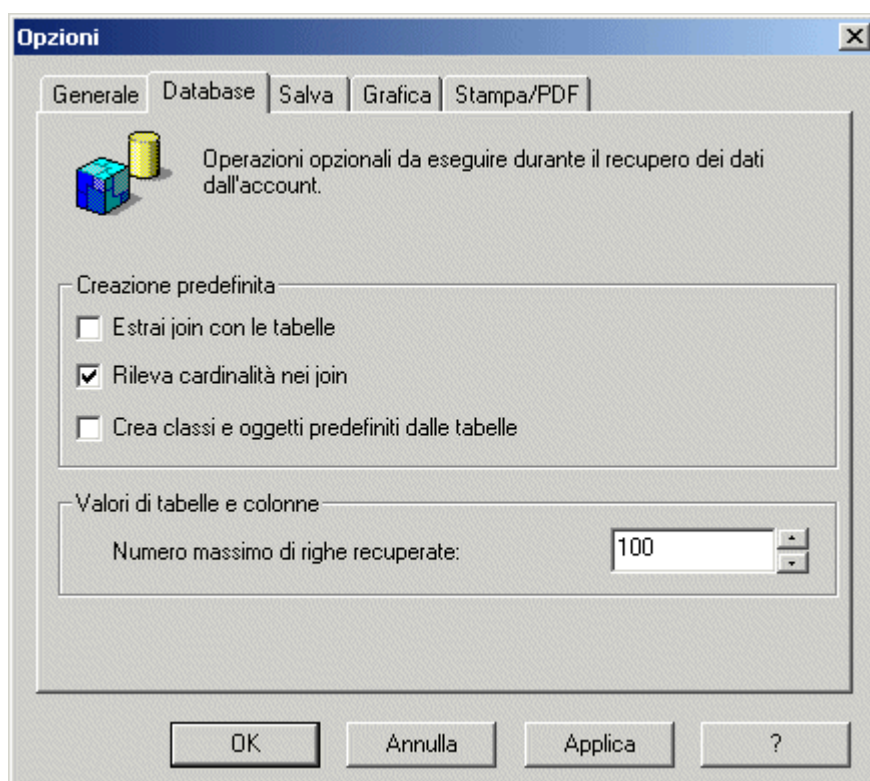 Opzioni
Generale Database Salva Grafica Stampa/PDF
Operazioni opzionali da eseguire durante il recupero dei dati
dall'account.
Creazione predefinita
Estrai join con le tabelle
Rileva cardinalità nei join
Crea classi e oggetti predefiniti dalle tabelle
Valori di tabelle e colonne
Numero massimo di righe recuperate: 100
OK Annulla Applica ?